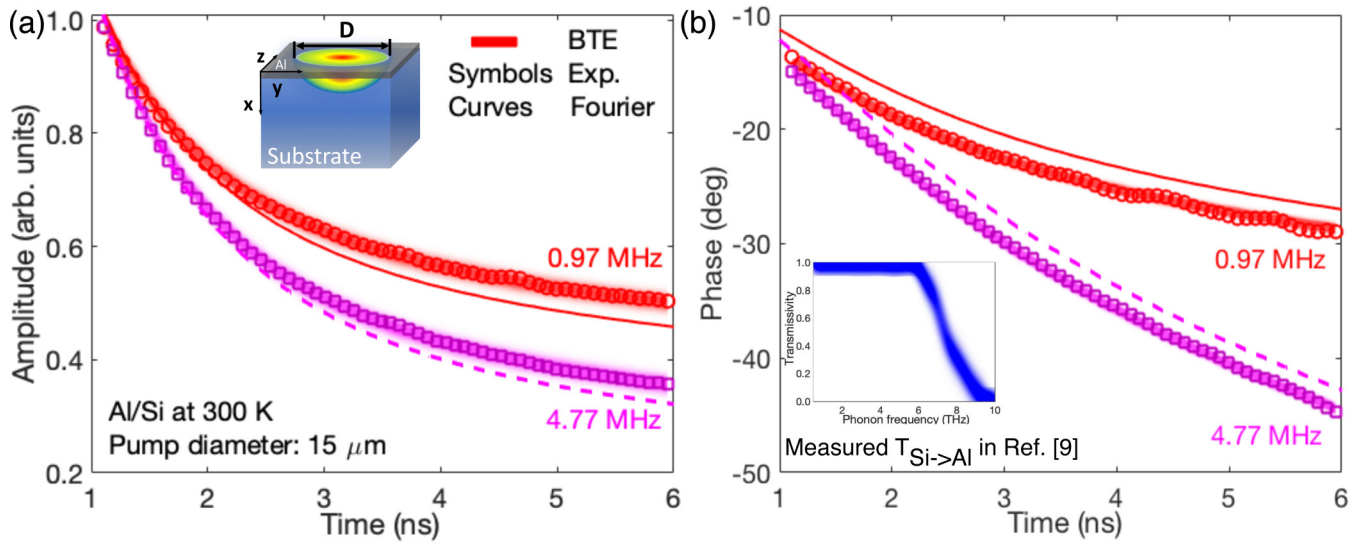 (a)
1.0
0.8
0.6
0.4
0.2
Amplitude (arb. units)
1 2 3 4 5 6
Time (ns)
D
z
Al
y
x
Substrate
BTE
Symbols Exp.
Curves Fourier
0.97 MHz
4.77 MHz
Al/Si at 300 K
Pump diameter: 15 μm
(b)
-10
-20
-30
-40
-50
Phase (deg)
1 2 3 4 5 6
Time (ns)
0.97 MHz
4.77 MHz
1.0
0.8
0.6
0.4
0.2
0.0
Transmissivity
2 4 6 8 10
Phonon frequency (THz)
Measured T Si->Al in Ref. [9]